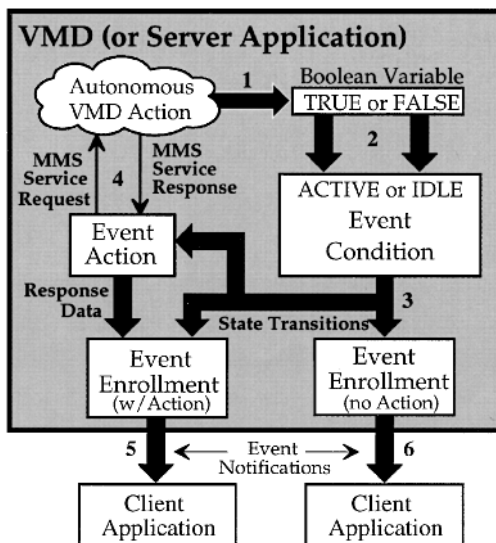 VMD (or Server Application)
Autonomous
VMD Action
1
Boolean Variable
TRUE or FALSE
2
MMS
Service
Request
4
MMS
Service
Response
ACTIVE or IDLE
Event
Condition
Event
Action
Response
Data
3
State Transitions
Event
Enrollment
(w/Action)
Event
Enrollment
(no Action)
5
Event
Notifications
6
Client
Application
Client
Application